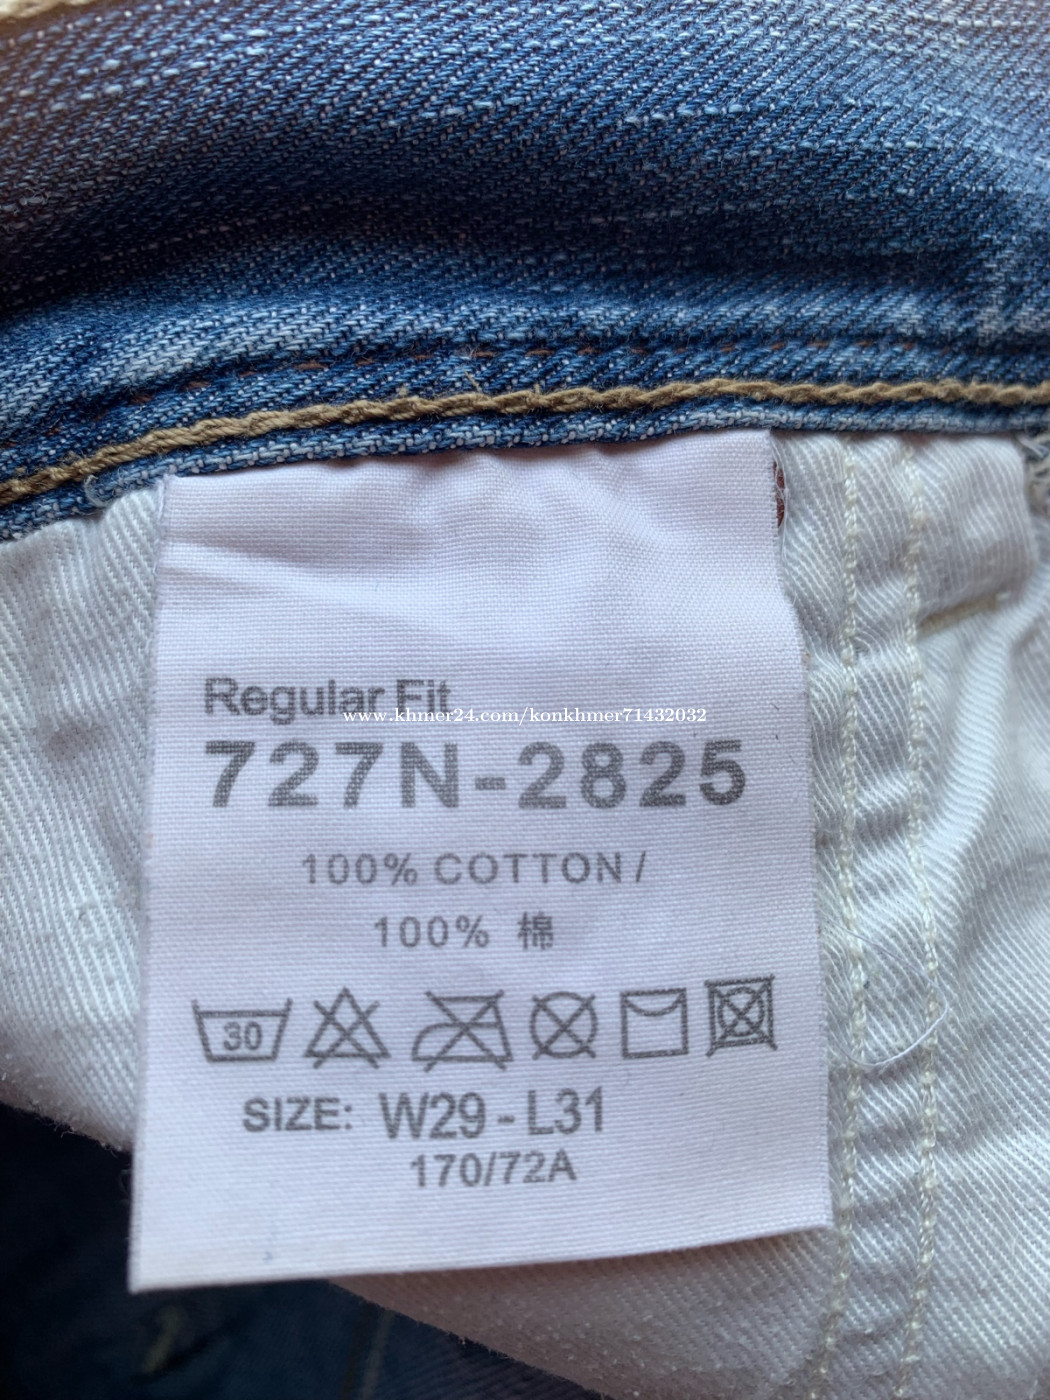 Regular Fit
www.khmer24.com/konkhmer71432032
727N-2825
100% COTTON /
100% 棉
30
SIZE: W29 - L31
170/72A